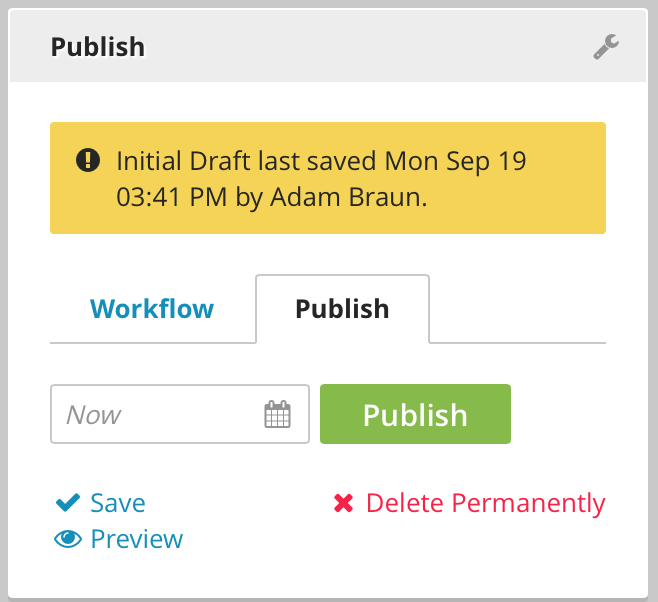 Publish
Initial Draft last saved Mon Sep 19
03:41 PM by Adam Braun.
Workflow
Publish
Now
Publish
Save
Delete Permanently
Preview